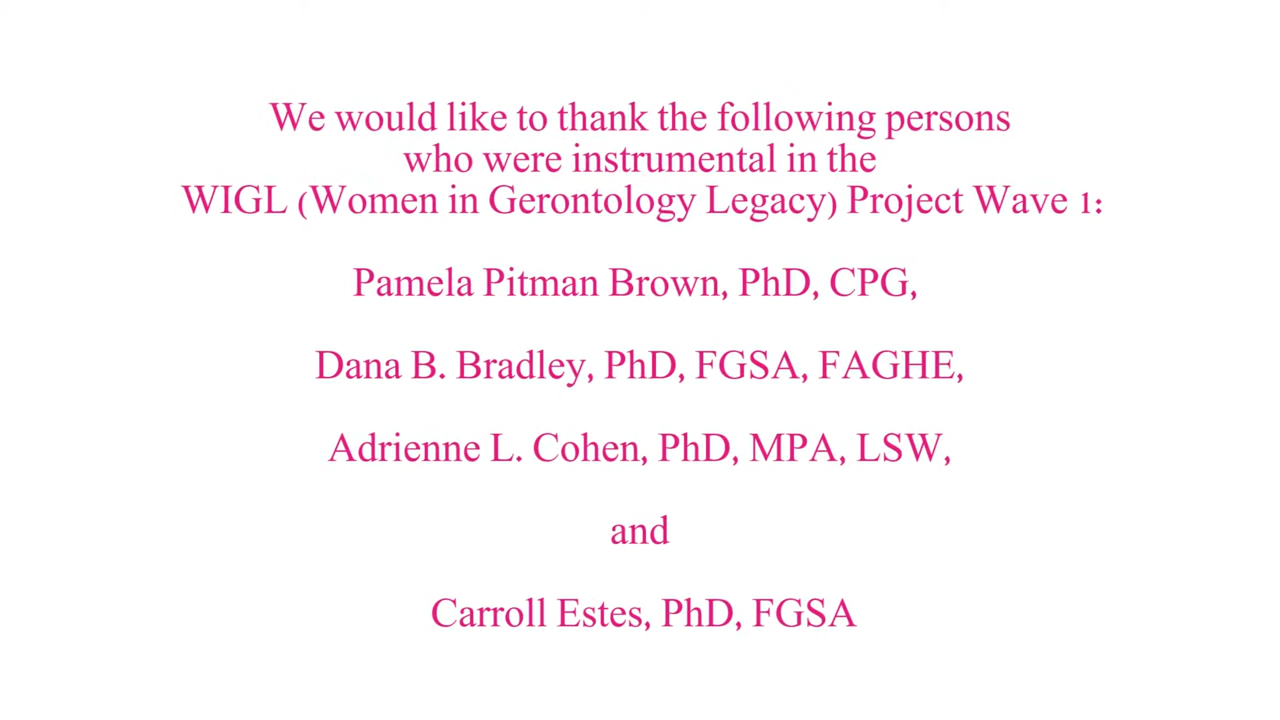 We would like to thank the following persons
who were instrumental in the
WIGL (Women in Gerontology Legacy) Project Wave 1:
Pamela Pitman Brown, PhD, CPG,
Dana B. Bradley, PhD, FGSA, FAGHE,
Adrienne L. Cohen, PhD, MPA, LSW,
and
Carroll Estes, PhD, FGSA